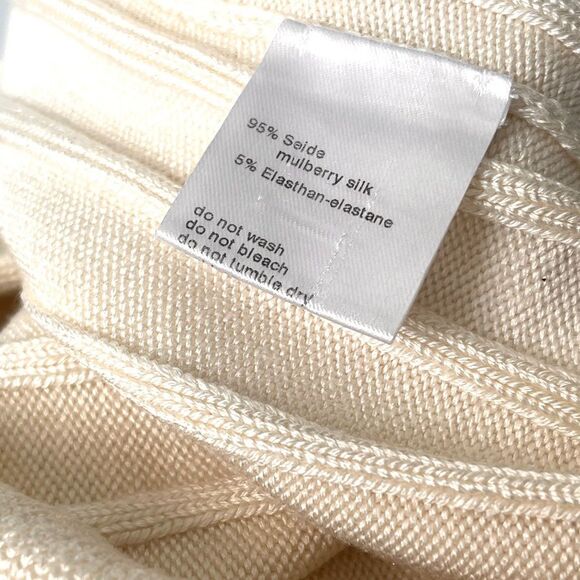 95% Seide
mulberry silk
5% Elasthan-elastane
do not wash
do not bleach
do not tumble dry